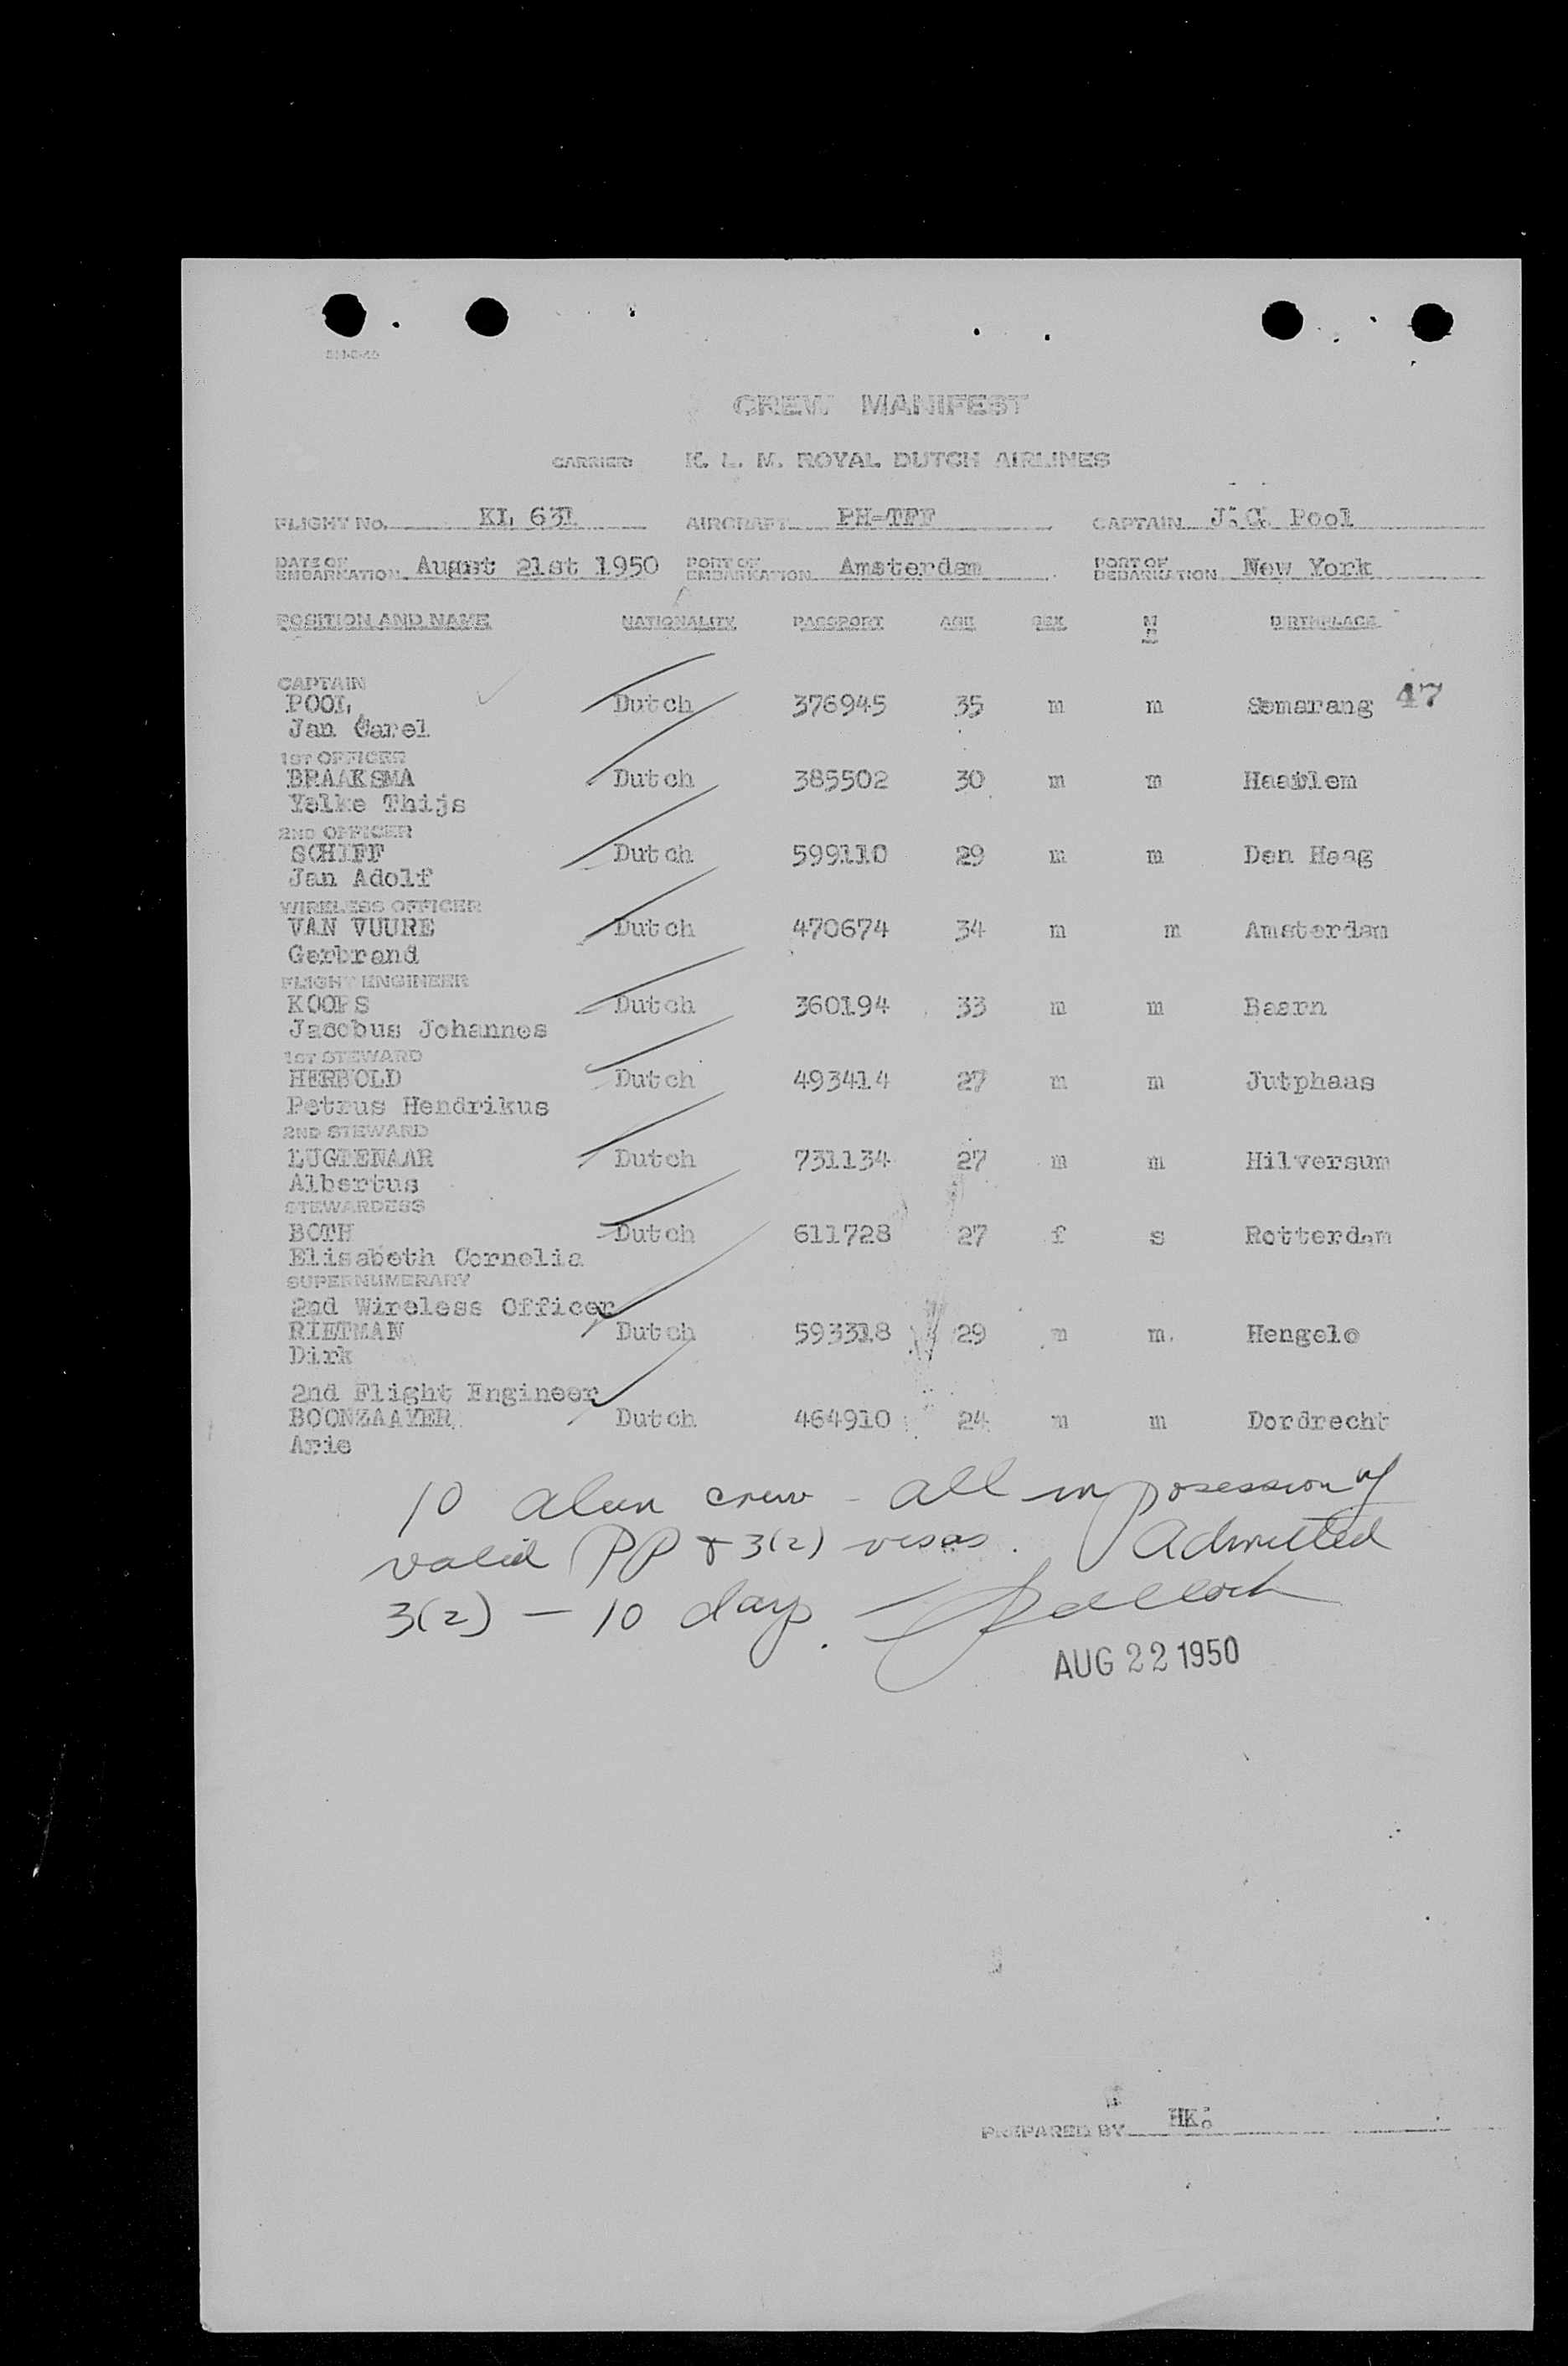 CREW MANIFEST
CARRIER: K. L. M. ROYAL DUTCH AIRLINES
FLIGHT No. KL 631 AIRCRAFT PH-TFF CAPTAIN J.C. Pool
DATE OF EMBARKATION August 21st 1950 PORT OF EMBARKATION Amsterdam PORT OF DEBARKATION New York
POSITION AND NAME NATIONALITY PASSPORT AGE SEX M BIRTHPLACE
CAPTAIN
POOL Dutch 376945 35 m m Semarang 47
Jan Carel
1ST OFFICER
BRAAKSMA Dutch 385502 30 m m Haarlem
Yelke Thijs
2ND OFFICER
SCHIFF Dutch 599110 29 m m Den Haag
Jan Adolf
WIRELESS OFFICER
VAN VUURE Dutch 470674 34 m m Amsterdam
Gerbrand
FLIGHT ENGINEER
KOOPS Dutch 360194 33 m m Baarn
Jacobus Johannes
1ST STEWARD
HERBOLD Dutch 493414 27 m m Jutphaas
Petrus Hendrikus
2ND STEWARD
LUGTENAAR Dutch 731134 27 m m Hilversum
Albertus
STEWARDESS
BOTH Dutch 611728 27 f s Rotterdam
Elisabeth Cornelia
SUPERNUMERARY
2nd Wireless Officer
RIETMAN Dutch 593318 29 m m. Hengelo
Dirk
2nd Flight Engineer
BOONZAAYER Dutch 464910 24 m m Dordrecht
Arie
10 alien crew - all in posession of
valid PP & 3(2) visas. Admitted
3(2) - 10 days.
AUG 22 1950
PREPARED BY HK.